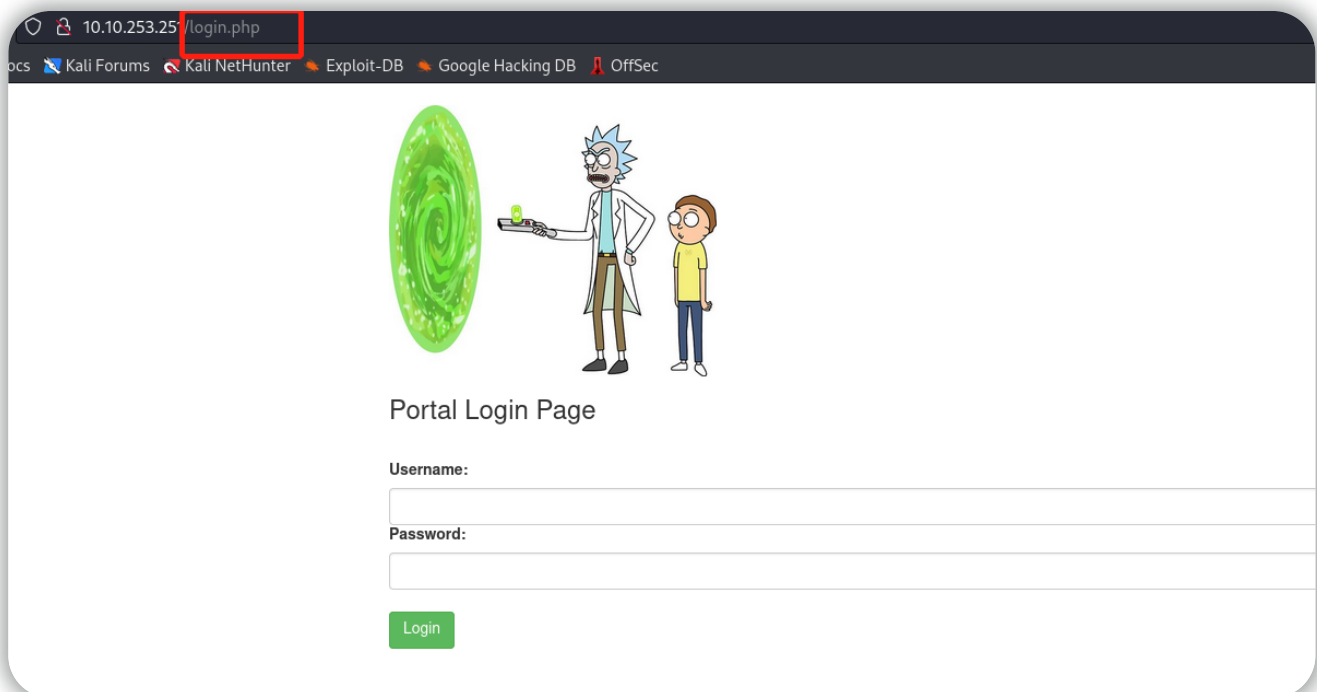 10.10.253.251/login.php
ocs Kali Forums Kali NetHunter Exploit-DB Google Hacking DB OffSec
Portal Login Page
Username:
Password:
Login